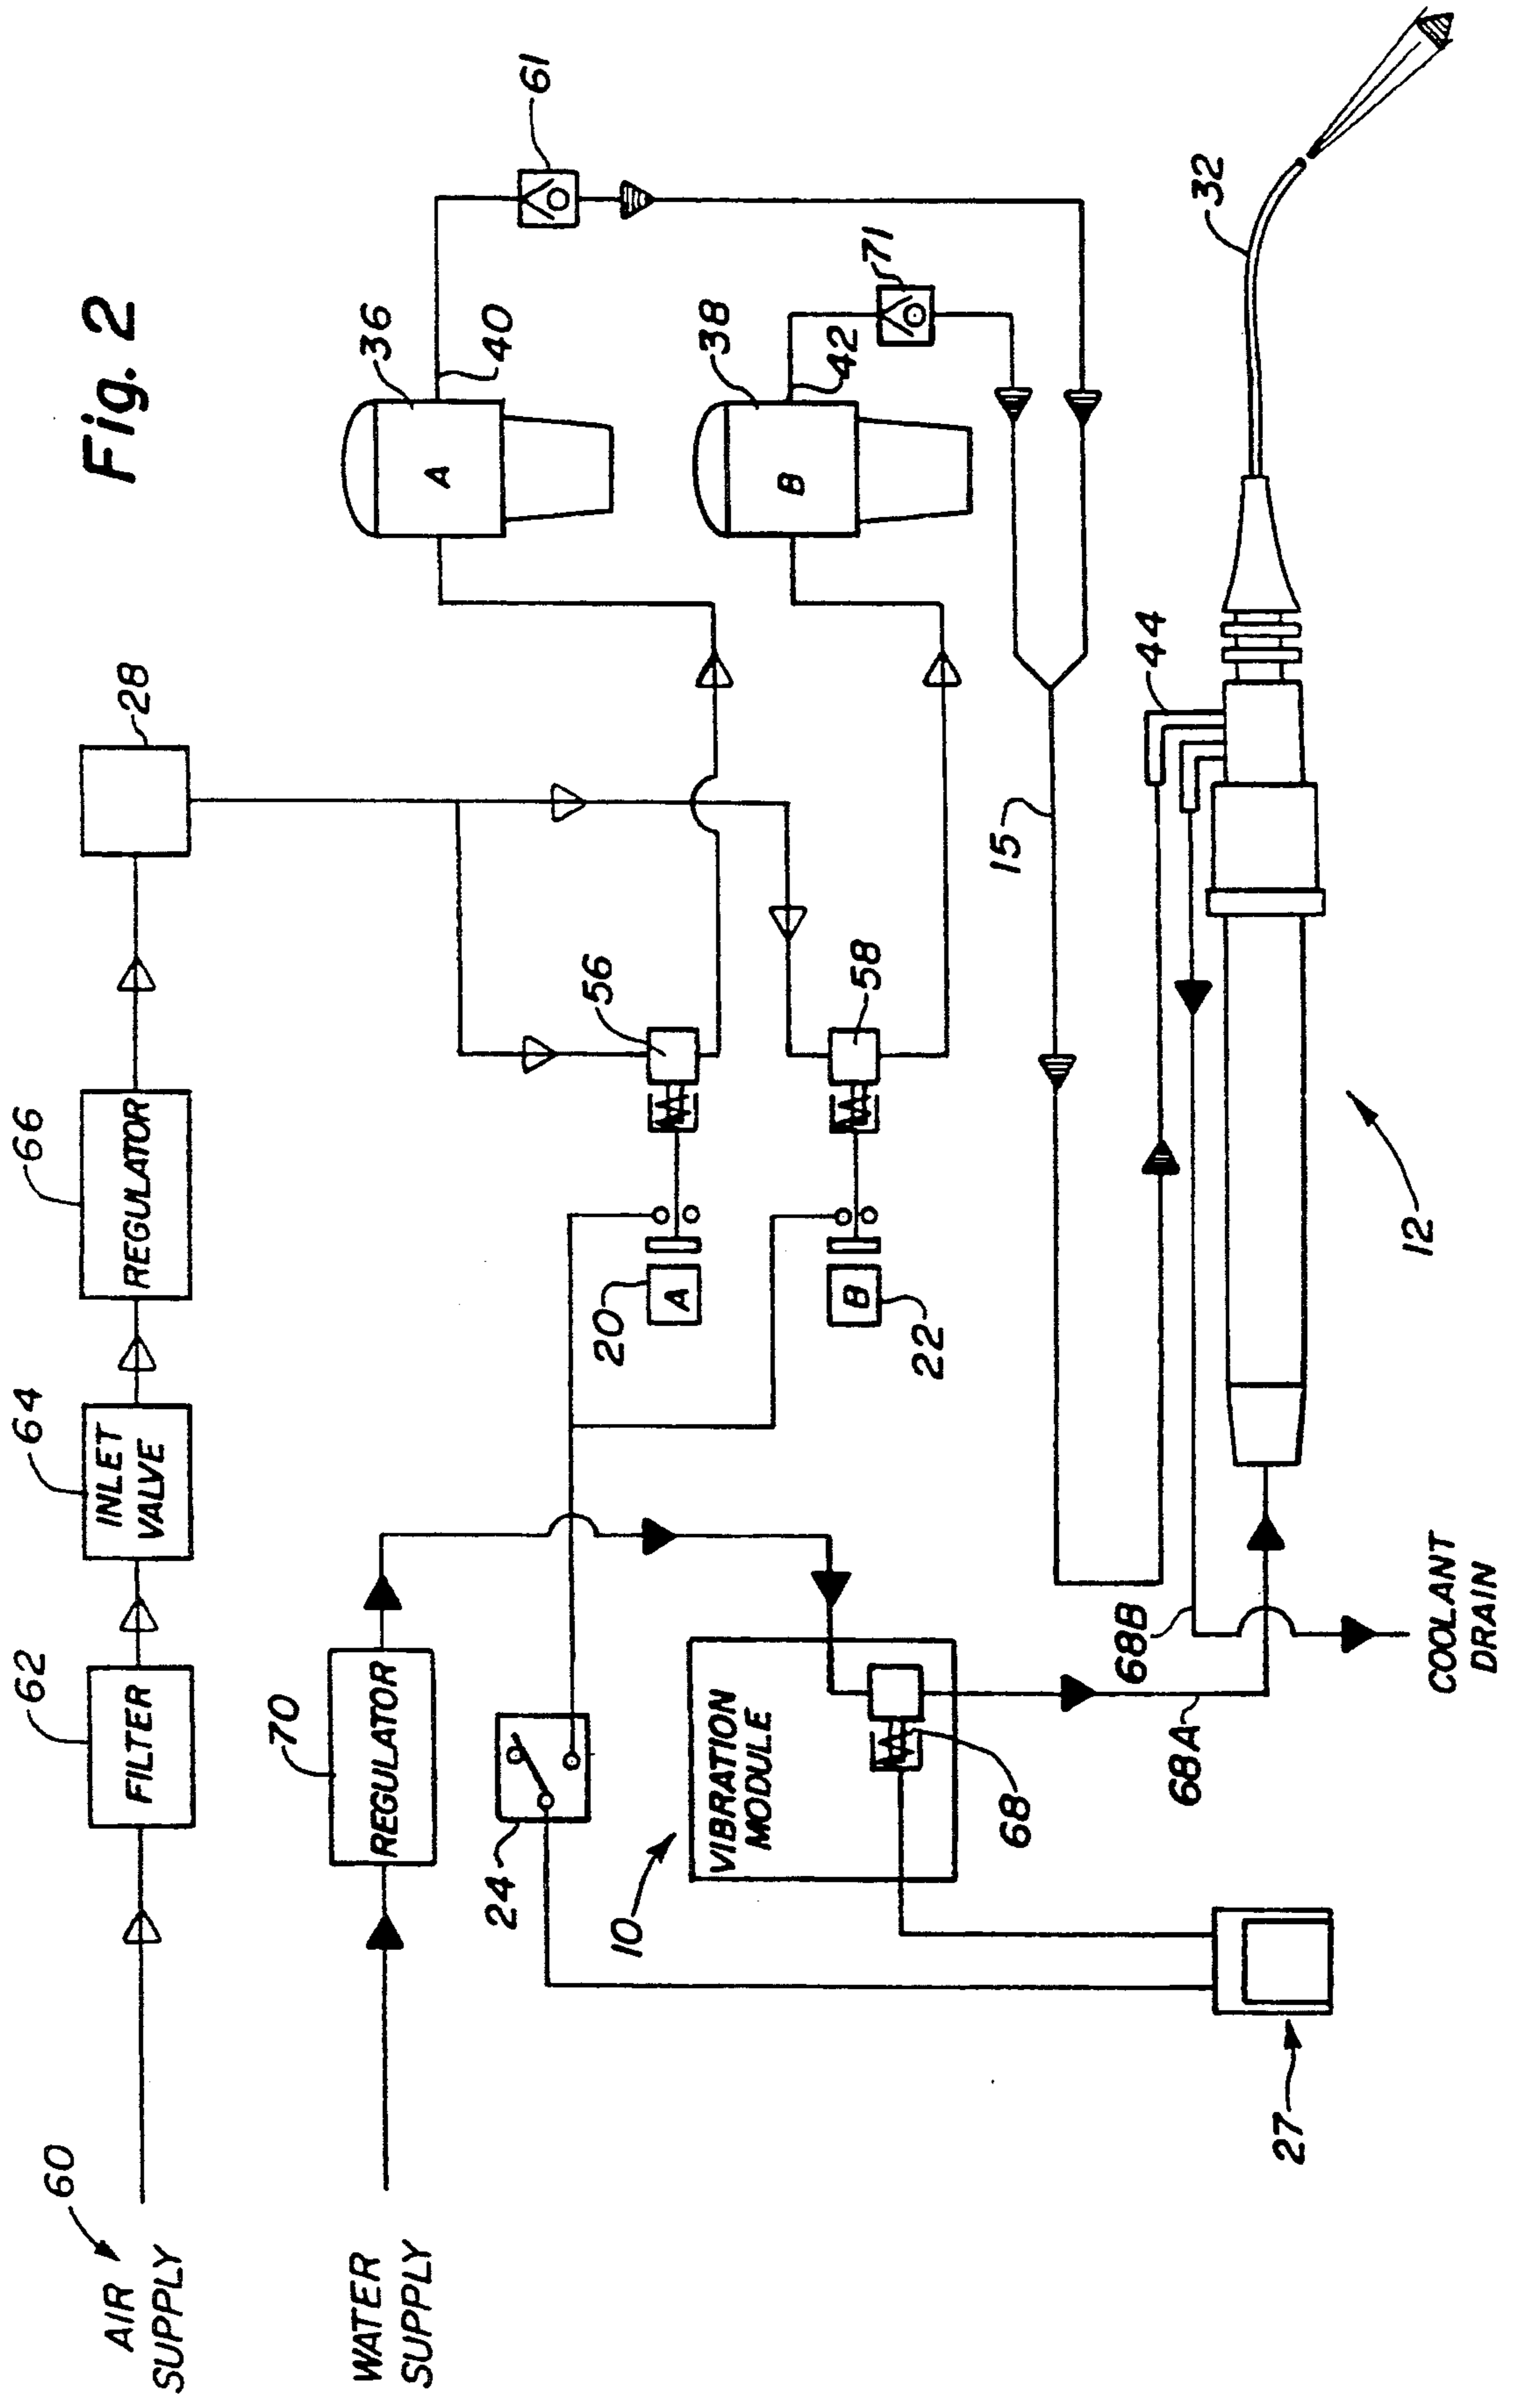 Fig. 2
60
AIR
SUPPLY
62
FILTER
64
INLET
VALVE
66
REGULATOR
28
36
A
40
61
WATER
SUPPLY
70
REGULATOR
24
20
A
56
38
B
42
71
10
VIBRATION
MODULE
68
22
B
58
15
27
68A
68B
COOLANT
DRAIN
12
44
32